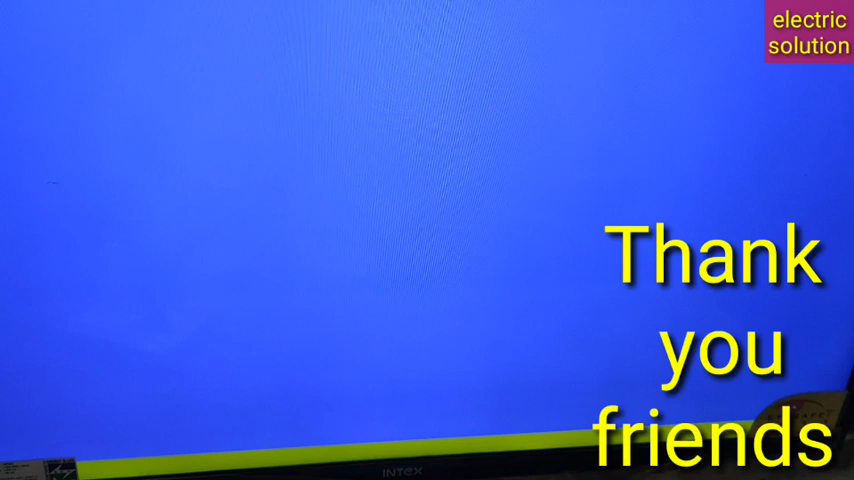 electric
solution
Thank
you
friends
INTEX